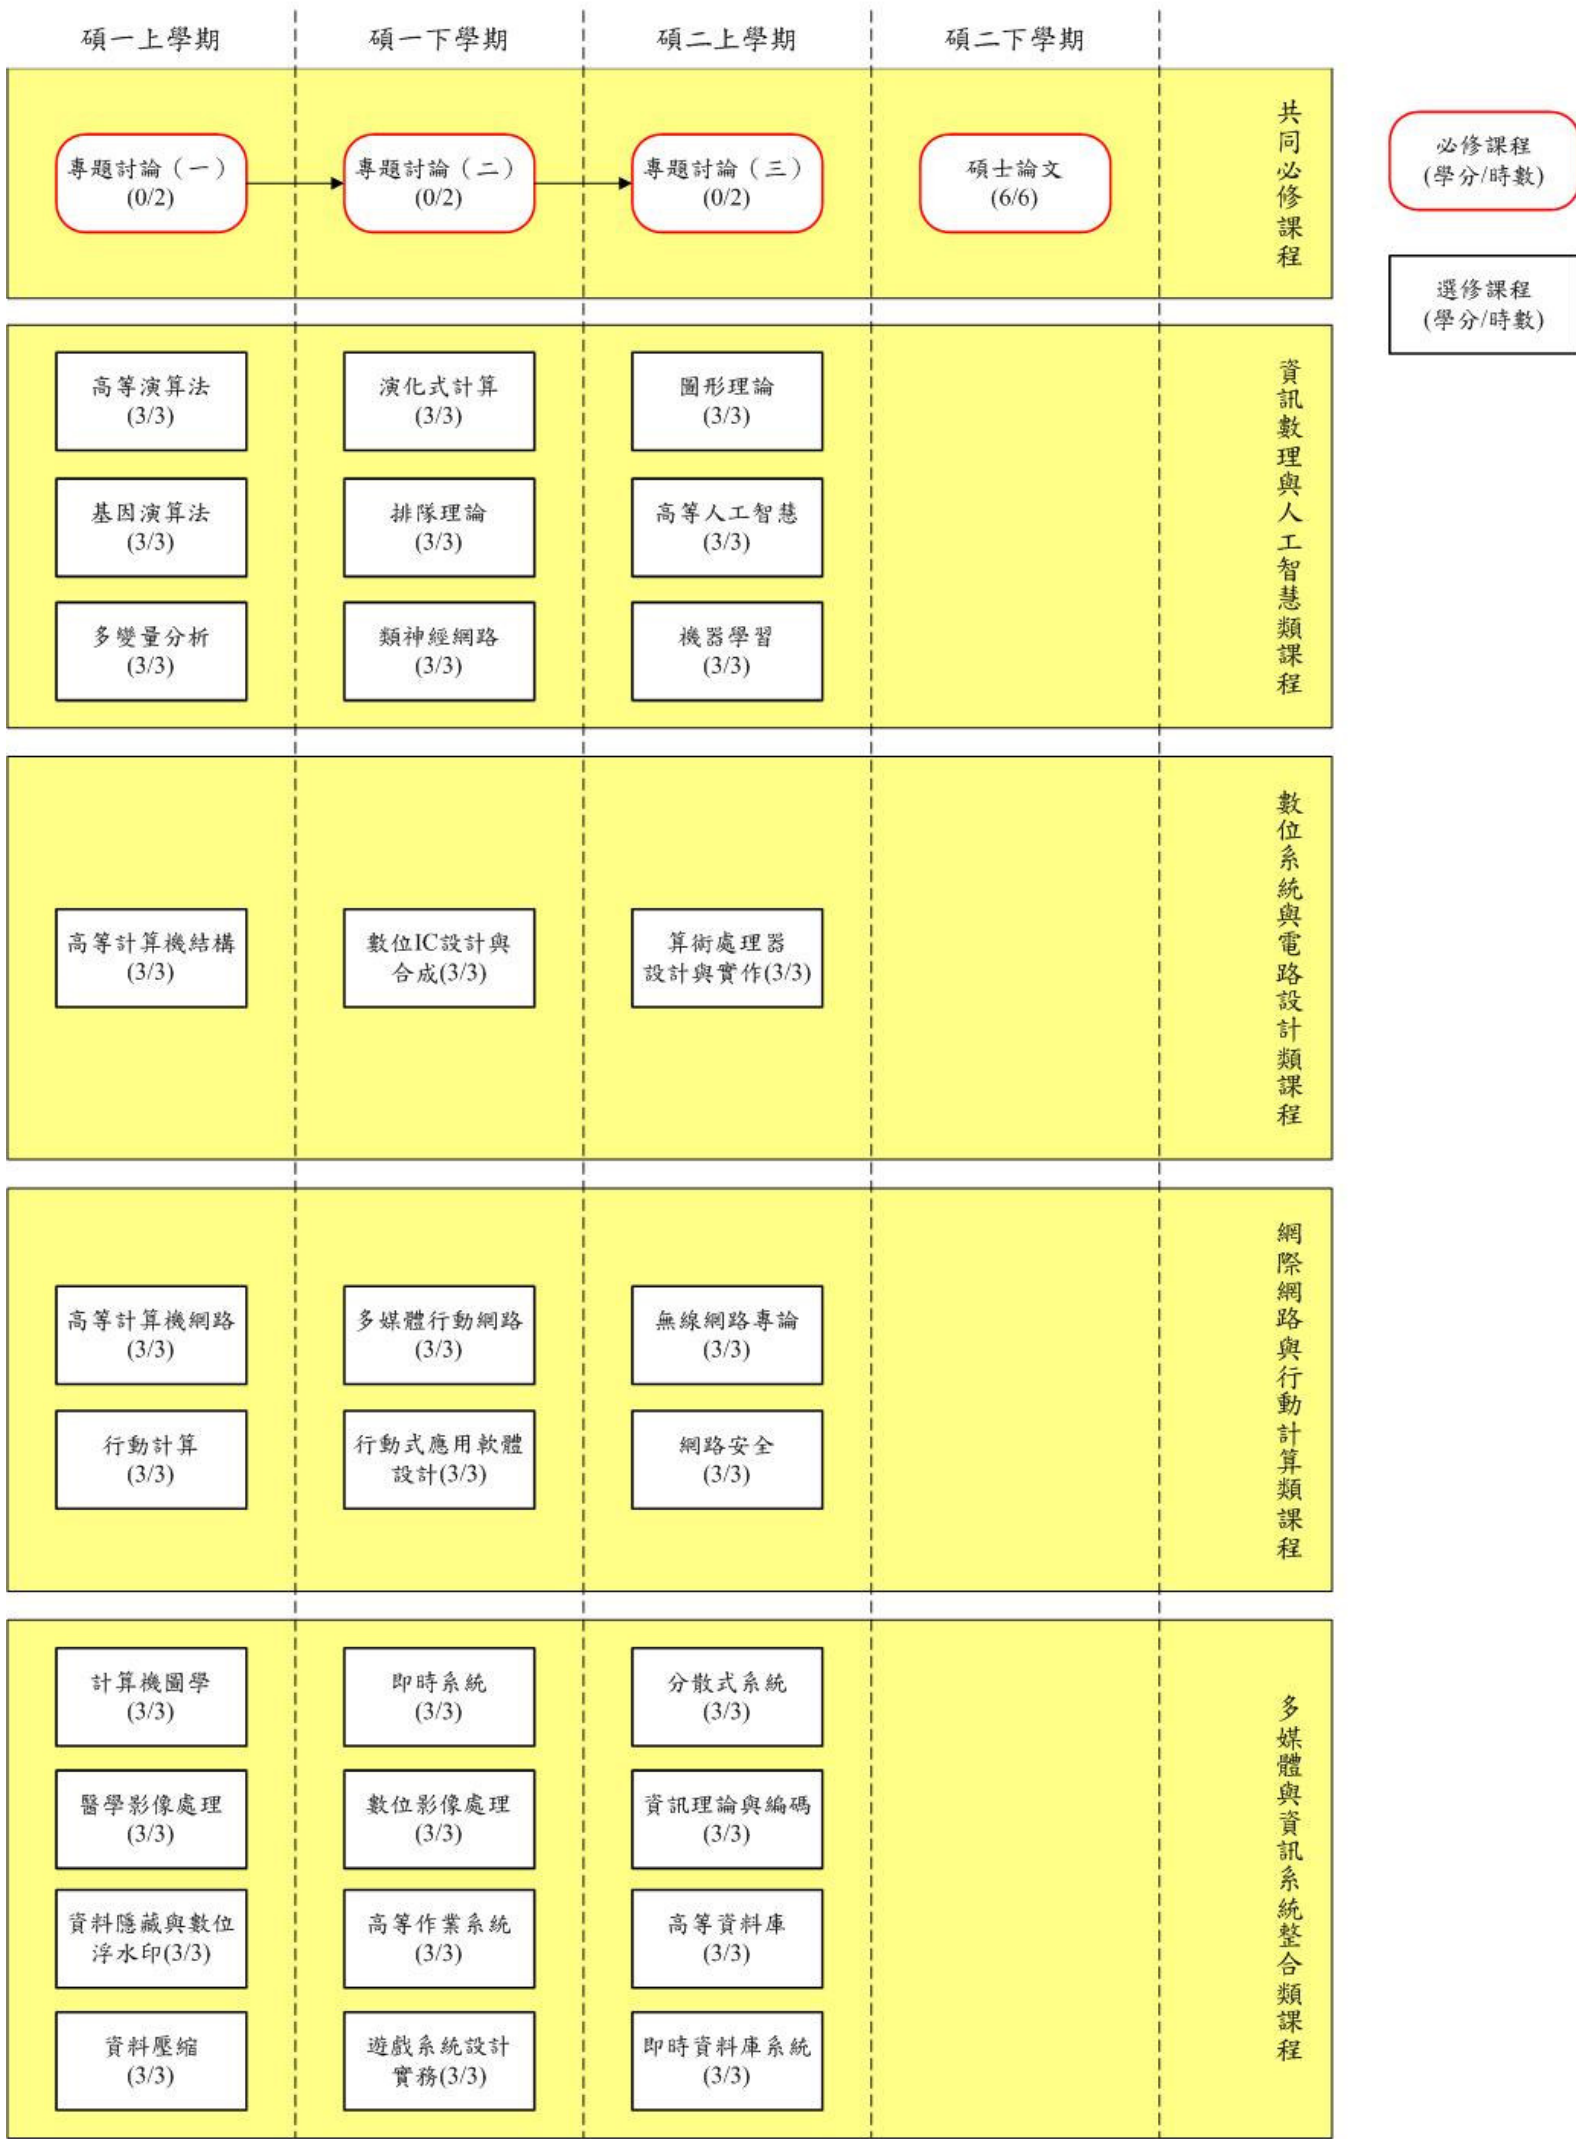 碩一上學期
碩一下學期
碩二上學期
碩二下學期
專題討論（一）
(0/2)
專題討論（二）
(0/2)
專題討論（三）
(0/2)
碩士論文
(6/6)
共同必修課程
必修課程
(學分/時數)
選修課程
(學分/時數)
高等演算法
(3/3)
演化式計算
(3/3)
圖形理論
(3/3)
基因演算法
(3/3)
排隊理論
(3/3)
高等人工智慧
(3/3)
多變量分析
(3/3)
類神經網路
(3/3)
機器學習
(3/3)
資訊數理與人工智慧類課程
高等計算機結構
(3/3)
數位IC設計與
合成(3/3)
算術處理器
設計與實作(3/3)
數位系統與電路設計類課程
高等計算機網路
(3/3)
多媒體行動網路
(3/3)
無線網路專論
(3/3)
行動計算
(3/3)
行動式應用軟體
設計(3/3)
網路安全
(3/3)
網際網路與行動計算類課程
計算機圖學
(3/3)
即時系統
(3/3)
分散式系統
(3/3)
醫學影像處理
(3/3)
數位影像處理
(3/3)
資訊理論與編碼
(3/3)
資料隱藏與數位
浮水印(3/3)
高等作業系統
(3/3)
高等資料庫
(3/3)
資料壓縮
(3/3)
遊戲系統設計
實務(3/3)
即時資料庫系統
(3/3)
多媒體與資訊系統整合類課程